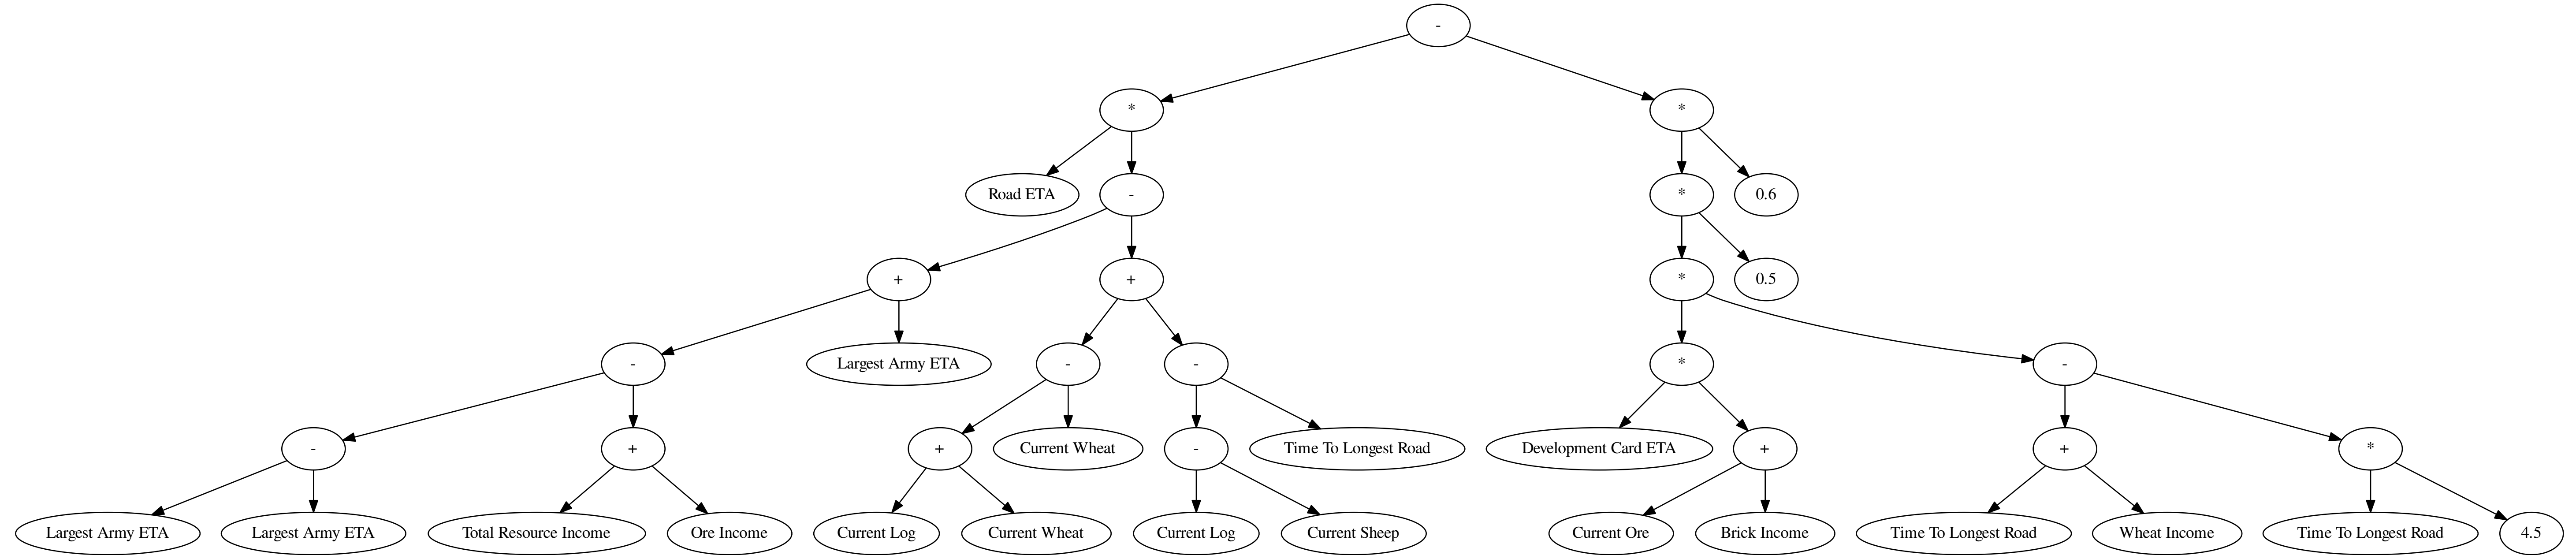 -
* *
Road ETA - * 0.6
+ + * 0.5
- Largest Army ETA - - * -
- + + Current Wheat - Time To Longest Road Development Card ETA + + *
Largest Army ETA Largest Army ETA Total Resource Income Ore Income Current Log Current Wheat Current Log Current Sheep Current Ore Brick Income Time To Longest Road Wheat Income Time To Longest Road 4.5